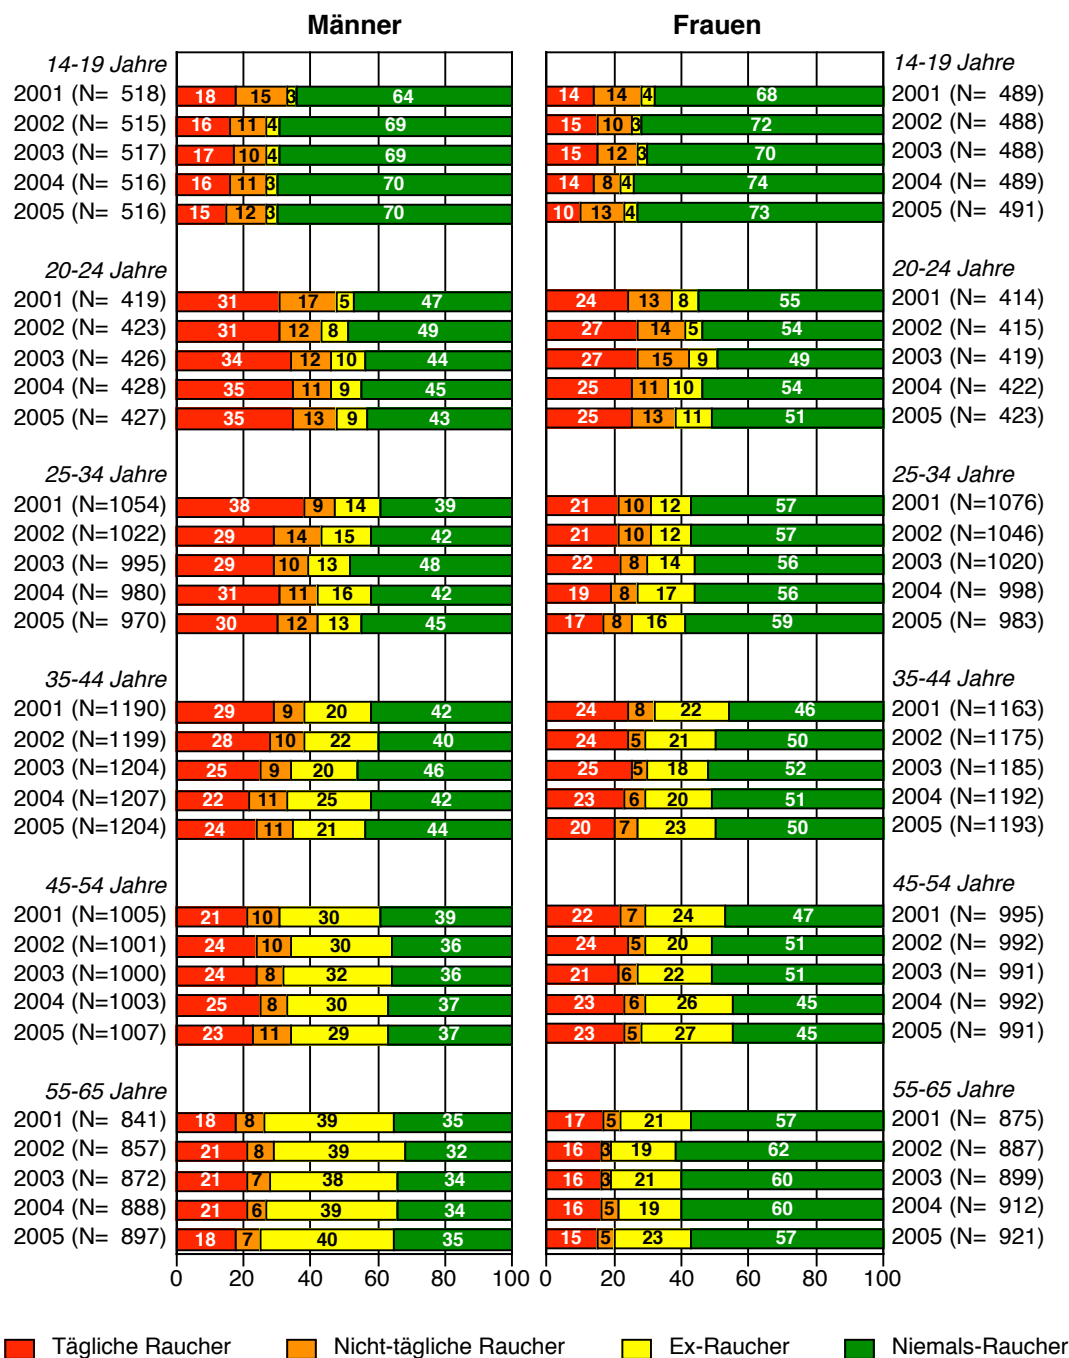 Männer Frauen
14-19 Jahre 14-19 Jahre
2001 (N= 518) 18 15 3 64 14 14 4 68 2001 (N= 489)
2002 (N= 515) 16 11 4 69 15 10 3 72 2002 (N= 488)
2003 (N= 517) 17 10 4 69 15 12 3 70 2003 (N= 488)
2004 (N= 516) 16 11 3 70 14 8 4 74 2004 (N= 489)
2005 (N= 516) 15 12 3 70 10 13 4 73 2005 (N= 491)
20-24 Jahre 20-24 Jahre
2001 (N= 419) 31 17 5 47 24 13 8 55 2001 (N= 414)
2002 (N= 423) 31 12 8 49 27 14 5 54 2002 (N= 415)
2003 (N= 426) 34 12 10 44 27 15 9 49 2003 (N= 419)
2004 (N= 428) 35 11 9 45 25 11 10 54 2004 (N= 422)
2005 (N= 427) 35 13 9 43 25 13 11 51 2005 (N= 423)
25-34 Jahre 25-34 Jahre
2001 (N=1054) 38 9 14 39 21 10 12 57 2001 (N=1076)
2002 (N=1022) 29 14 15 42 21 10 12 57 2002 (N=1046)
2003 (N= 995) 29 10 13 48 22 8 14 56 2003 (N=1020)
2004 (N= 980) 31 11 16 42 19 8 17 56 2004 (N= 998)
2005 (N= 970) 30 12 13 45 17 8 16 59 2005 (N= 983)
35-44 Jahre 35-44 Jahre
2001 (N=1190) 29 9 20 42 24 8 22 46 2001 (N=1163)
2002 (N=1199) 28 10 22 40 24 5 21 50 2002 (N=1175)
2003 (N=1204) 25 9 20 46 25 5 18 52 2003 (N=1185)
2004 (N=1207) 22 11 25 42 23 6 20 51 2004 (N=1192)
2005 (N=1204) 24 11 21 44 20 7 23 50 2005 (N=1193)
45-54 Jahre 45-54 Jahre
2001 (N=1005) 21 10 30 39 22 7 24 47 2001 (N= 995)
2002 (N=1001) 24 10 30 36 24 5 20 51 2002 (N= 992)
2003 (N=1000) 24 8 32 36 21 6 22 51 2003 (N= 991)
2004 (N=1003) 25 8 30 37 23 6 26 45 2004 (N= 992)
2005 (N=1007) 23 11 29 37 23 5 27 45 2005 (N= 991)
55-65 Jahre 55-65 Jahre
2001 (N= 841) 18 8 39 35 17 5 21 57 2001 (N= 875)
2002 (N= 857) 21 8 39 32 16 3 19 62 2002 (N= 887)
2003 (N= 872) 21 7 38 34 16 3 21 60 2003 (N= 899)
2004 (N= 888) 21 6 39 34 16 5 19 60 2004 (N= 912)
2005 (N= 897) 18 7 40 35 15 5 23 57 2005 (N= 921)
0 20 40 60 80 100 0 20 40 60 80 100
Tägliche Raucher Nicht-tägliche Raucher Ex-Raucher Niemals-Raucher